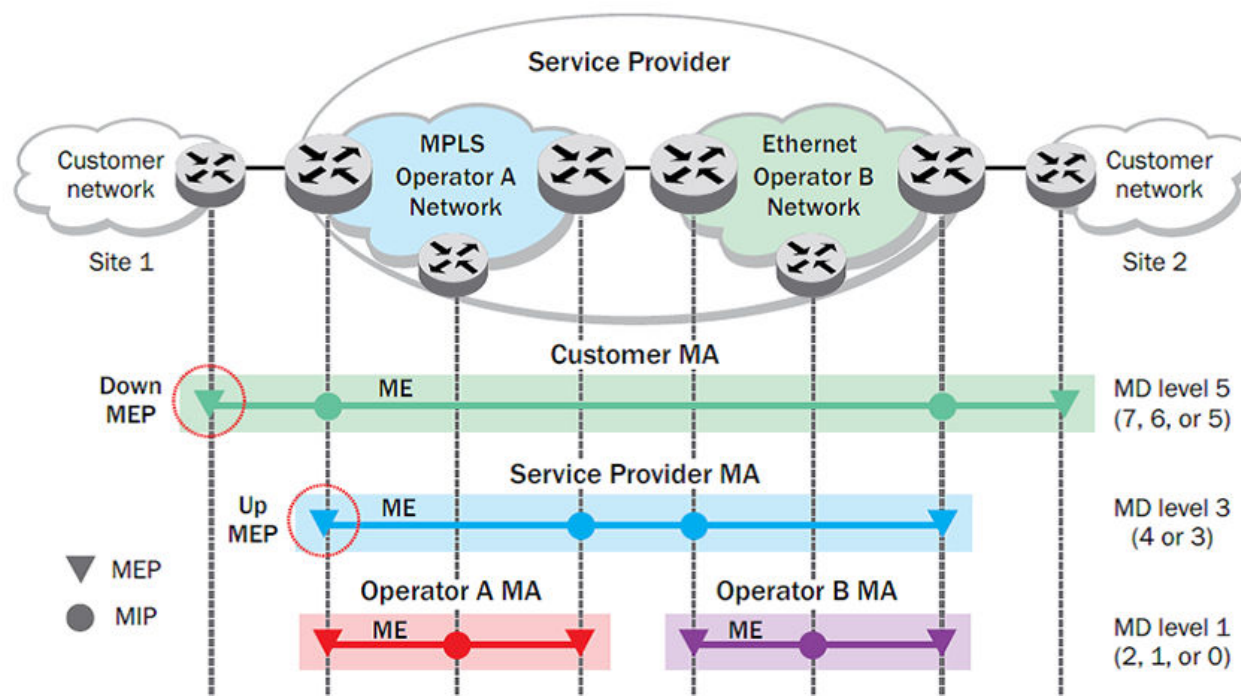 Service Provider
Customer
network
MPLS
Operator A
Network
Ethernet
Operator B
Network
Customer
network
Site 1
Site 2
Customer MA
Down
MEP
ME
MD level 5
(7, 6, or 5)
Service Provider MA
Up
MEP
ME
MD level 3
(4 or 3)
MEP
MIP
Operator A MA
Operator B MA
ME
ME
MD level 1
(2, 1, or 0)